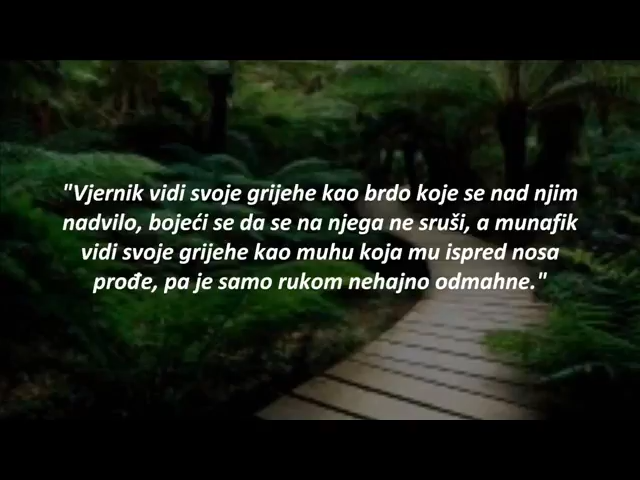 "Vjernik vidi svoje grijehe kao brdo koje se nad njim
nadvilo, bojeći se da se na njega ne sruši, a munafik
vidi svoje grijehe kao muhu koja mu ispred nosa
prođe, pa je samo rukom nehajno odmahne."